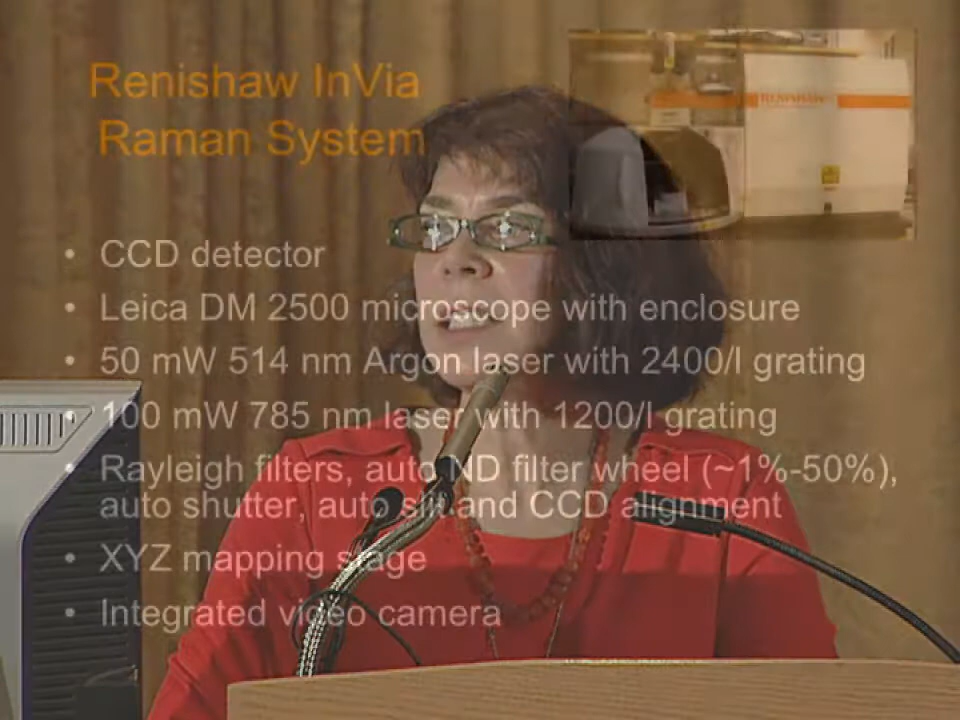 Renishaw InVia
Raman System
RENISHAW
• CCD detector
• Leica DM 2500 microscope with enclosure
• 50 mW 514 nm Argon laser with 2400/l grating
• 100 mW 785 nm laser with 1200/l grating
• Rayleigh filters, auto ND filter wheel (~1%-50%),
auto shutter, auto slit and CCD alignment
• XYZ mapping stage
• Integrated video camera